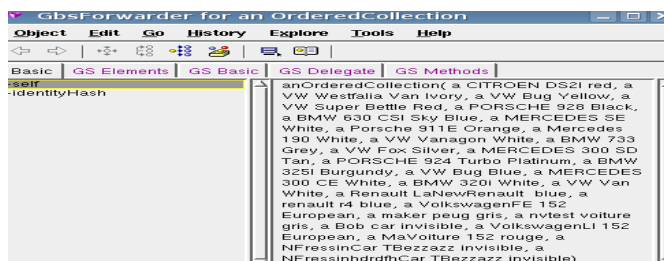 GbsForwarder for an OrderedCollection
Object Edit Go History Explore Tools Help
Basic GS Elements GS Basic GS Delegate GS Methods
-self
-identityHash
anOrderedCollection( a CITROEN DS21 red, a
VW Westfalia Van Ivory, a VW Bug Yellow, a
VW Super Bettle Red, a PORSCHE 928 Black,
a BMW 630 CSI Sky Blue, a MERCEDES SE
White, a Porsche 911E Orange, a Mercedes
190 White, a VW Vanagon White, a BMW 733
Grey, a VW Fox Silver, a MERCEDES 300 SD
Tan, a PORSCHE 924 Turbo Platinum, a BMW
325I Burgundy, a VW Bug Blue, a MERCEDES
300 CE White, a BMW 320I White, a VW Van
White, a Renault LaNewRenault blue, a
renault r4 blue, a VolkswagenFE 152
European, a maker peug gris, a nvtest voiture
gris, a Bob car invisible, a VolkswagenLI 152
European, a MaVoiture 152 rouge, a
NFressinCar TBezzazz invisible, a
NFressinhdrdfhCar TBezzazz invisible)